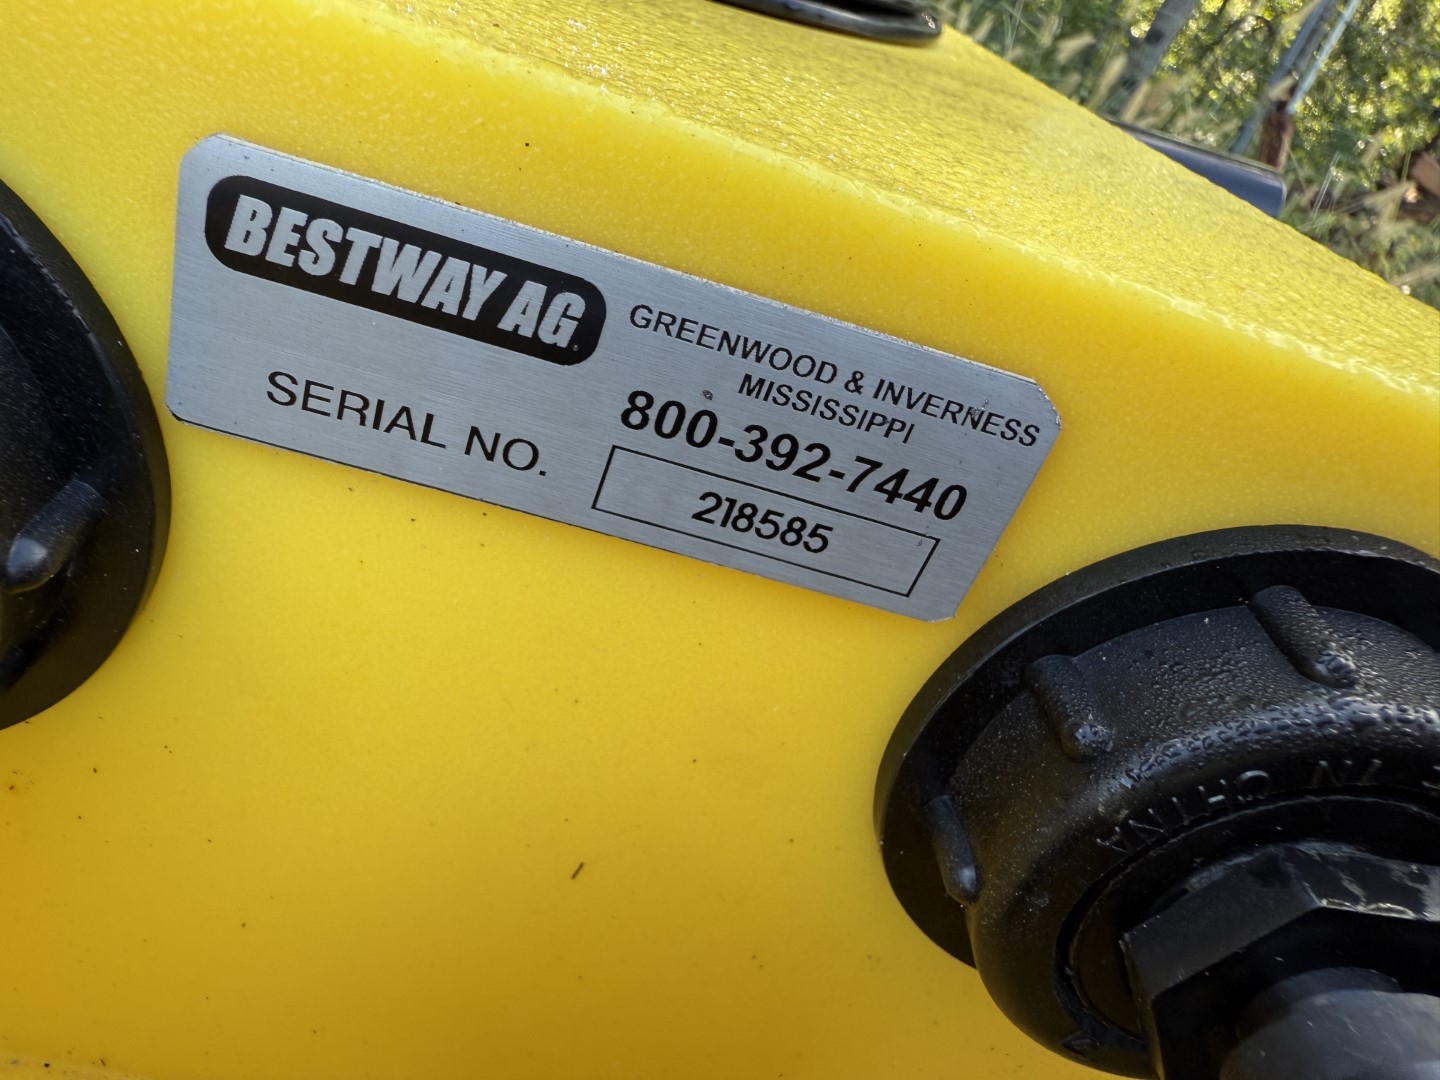 BESTWAY AG
GREENWOOD & INVERNESS
MISSISSIPPI
800-392-7440
SERIAL NO.
218585